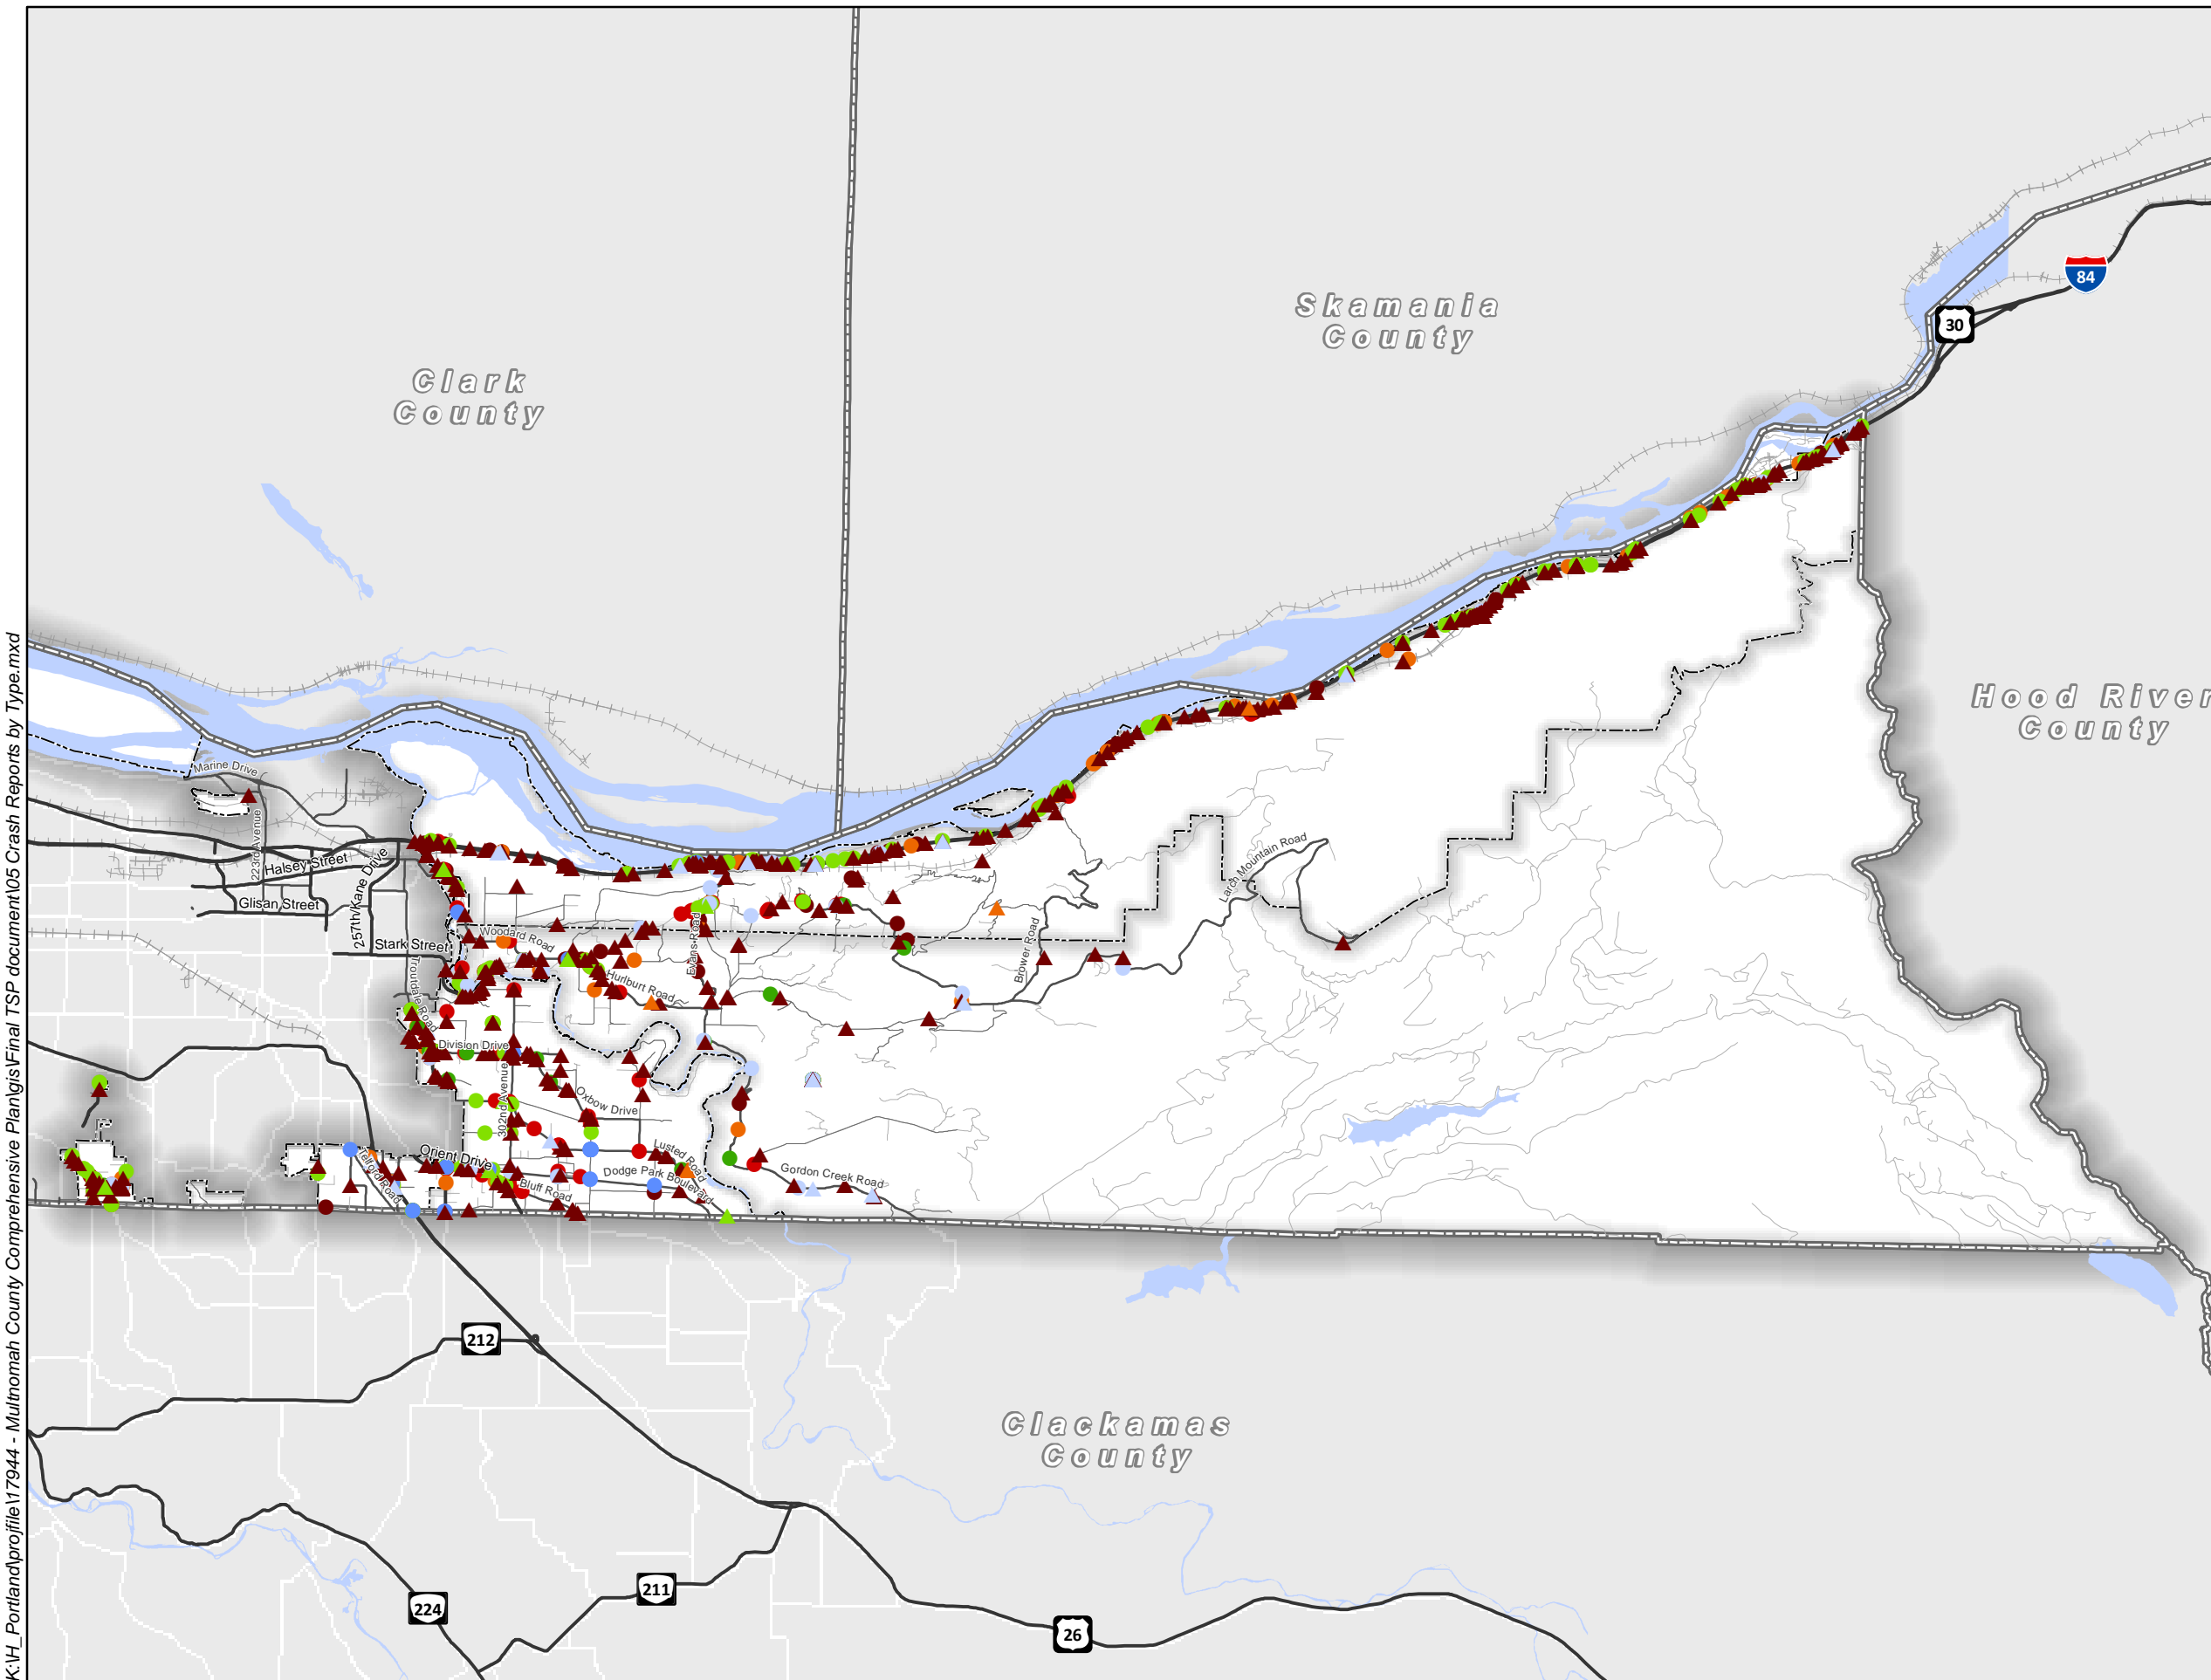 K:\H_Portland\projfile\17944 - Multnomah County Comprehensive Plan\gis\Final TSP document\05 Crash Reports by Type.mxd
84
Skamania
County
30
Clark
County
Hood River
County
Marine Drive
223rd Avenue
Halsey Street
257th/Kane Drive
Glisan Street
Larch Mountain Road
Stark Street
Woodard Road
Evans Road
Brower Road
Troutdale Road
Hurlburt Road
Division Drive
302nd Avenue
Oxbow Drive
Orient Drive
Lusted Road
Telford Road
Dodge Park Boulevard
Gordon Creek Road
Bluff Road
212
Clackamas
County
211
224
26